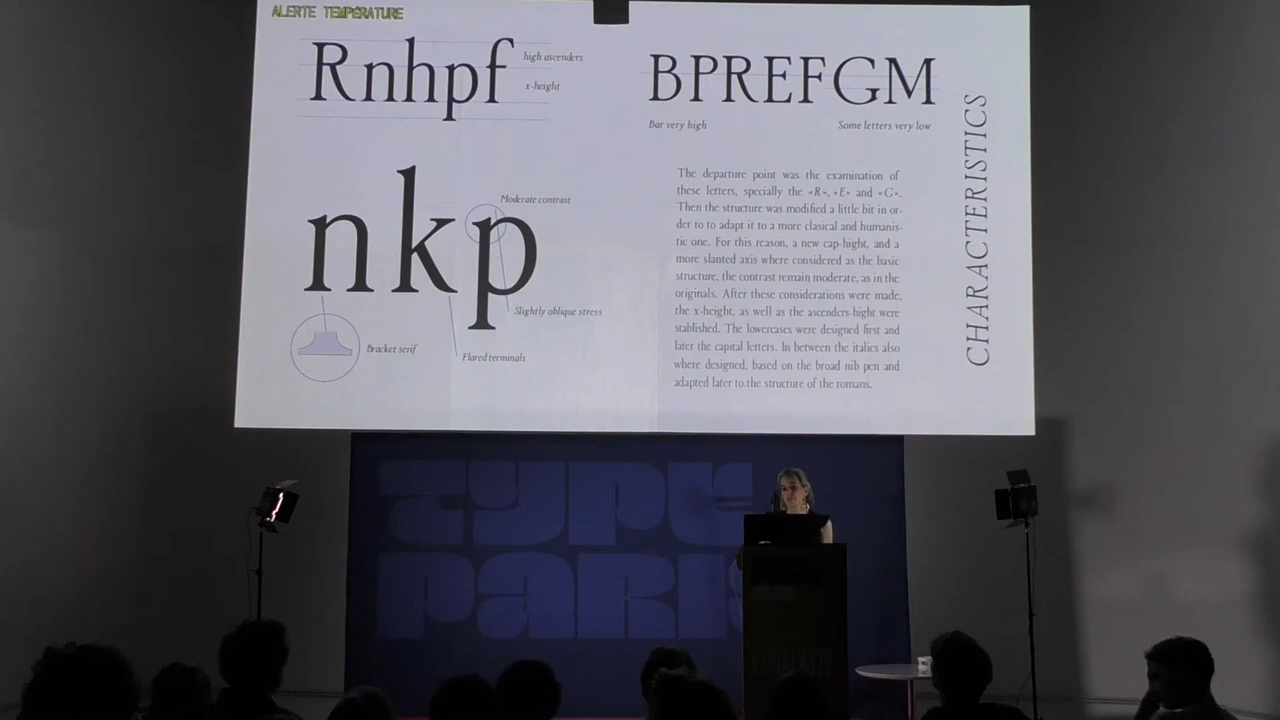 ALERTE TEMPÉRATURE
Rnhpf
high ascenders
x-height
nkp
Moderate contrast
Slightly oblique stress
Bracket serif
Flared terminals
BPREFGM
Bar very high
Some letters very low
The departure point was the examination of
these letters, specially the «R», «E» and «G».
Then the structure was modified a little bit in or-
der to to adapt it to a more clasical and humanis-
tic one. For this reason, a new cap-hight, and a
more slanted axis where considered as the basic
structure, the contrast remain moderate, as in the
originals. After these considerations were made,
the x-height, as well as the ascenders-hight were
stablished. The lowercases were designed first and
later the capital letters. In between the italics also
where designed, based on the broad nib pen and
adapted later to the structure of the romans.
CHARACTERISTICS
TYPE
PARIS